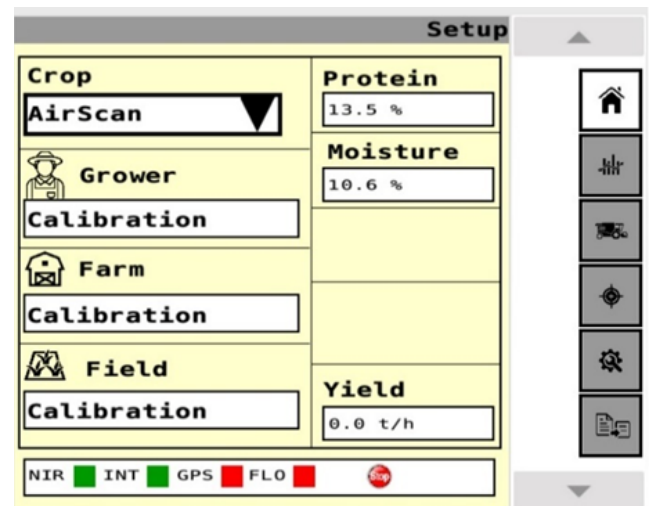 Setup
Crop
AirScan
Grower
Calibration
Farm
Calibration
Field
Calibration
Protein
13.5 %
Moisture
10.6 %
Yield
0.0 t/h
NIR INT GPS FLO Stop